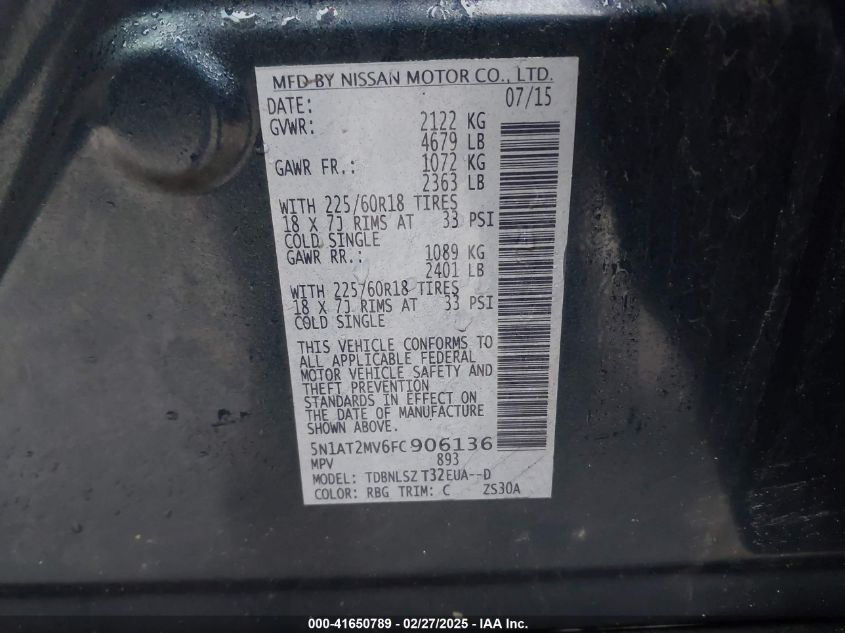 MFD BY NISSAN MOTOR CO., LTD.
DATE: 07/15
GVWR: 2122 KG
4679 LB
GAWR FR.: 1072 KG
2363 LB
WITH 225/60R18 TIRES
18 X 7J RIMS AT 33 PSI
COLD SINGLE
GAWR RR.: 1089 KG
2401 LB
WITH 225/60R18 TIRES
18 X 7J RIMS AT 33 PSI
COLD SINGLE
THIS VEHICLE CONFORMS TO
ALL APPLICABLE FEDERAL
MOTOR VEHICLE SAFETY AND
THEFT PREVENTION
STANDARDS IN EFFECT ON
THE DATE OF MANUFACTURE
SHOWN ABOVE.
5N1AT2MV6FC906136
MPV 893
MODEL: TDBNLSZ T32EUA--D
COLOR: RBG TRIM: C ZS30A
000-41650789 - 02/27/2025 - IAA Inc.